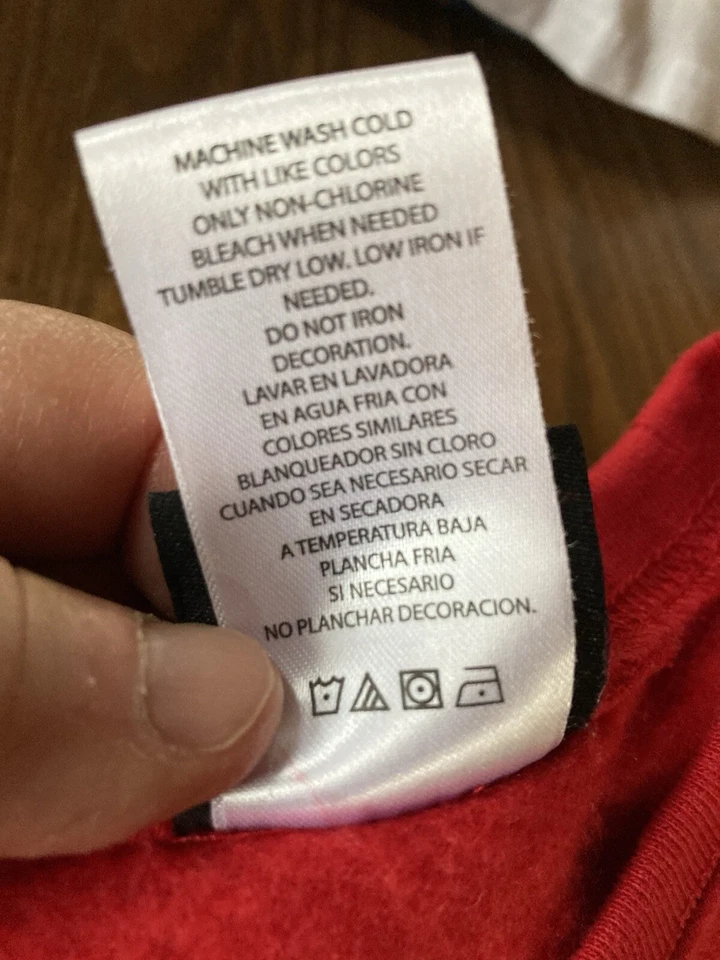 MACHINE WASH COLD
WITH LIKE COLORS
ONLY NON-CHLORINE
BLEACH WHEN NEEDED
TUMBLE DRY LOW. LOW IRON IF
NEEDED.
DO NOT IRON
DECORATION.
LAVAR EN LAVADORA
EN AGUA FRIA CON
COLORES SIMILARES
BLANQUEADOR SIN CLORO
CUANDO SEA NECESARIO SECAR
EN SECADORA
A TEMPERATURA BAJA
PLANCHA FRIA
SI NECESARIO
NO PLANCHAR DECORACION.